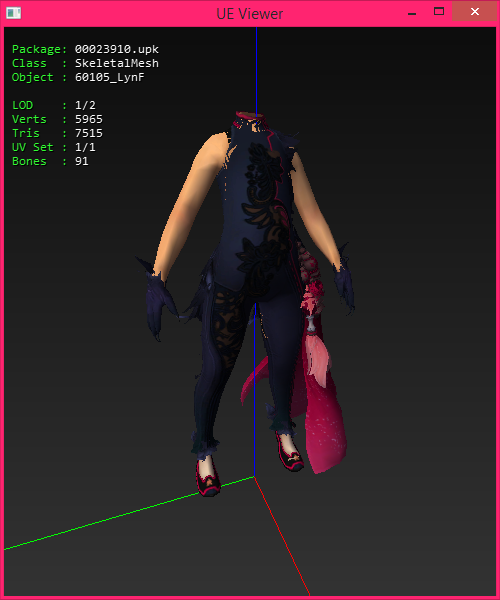 UE Viewer
Package: 00023910.upk
Class  : SkeletalMesh
Object : 60105_LynF
LOD    : 1/2
Verts  : 5965
Tris   : 7515
UV Set : 1/1
Bones  : 91